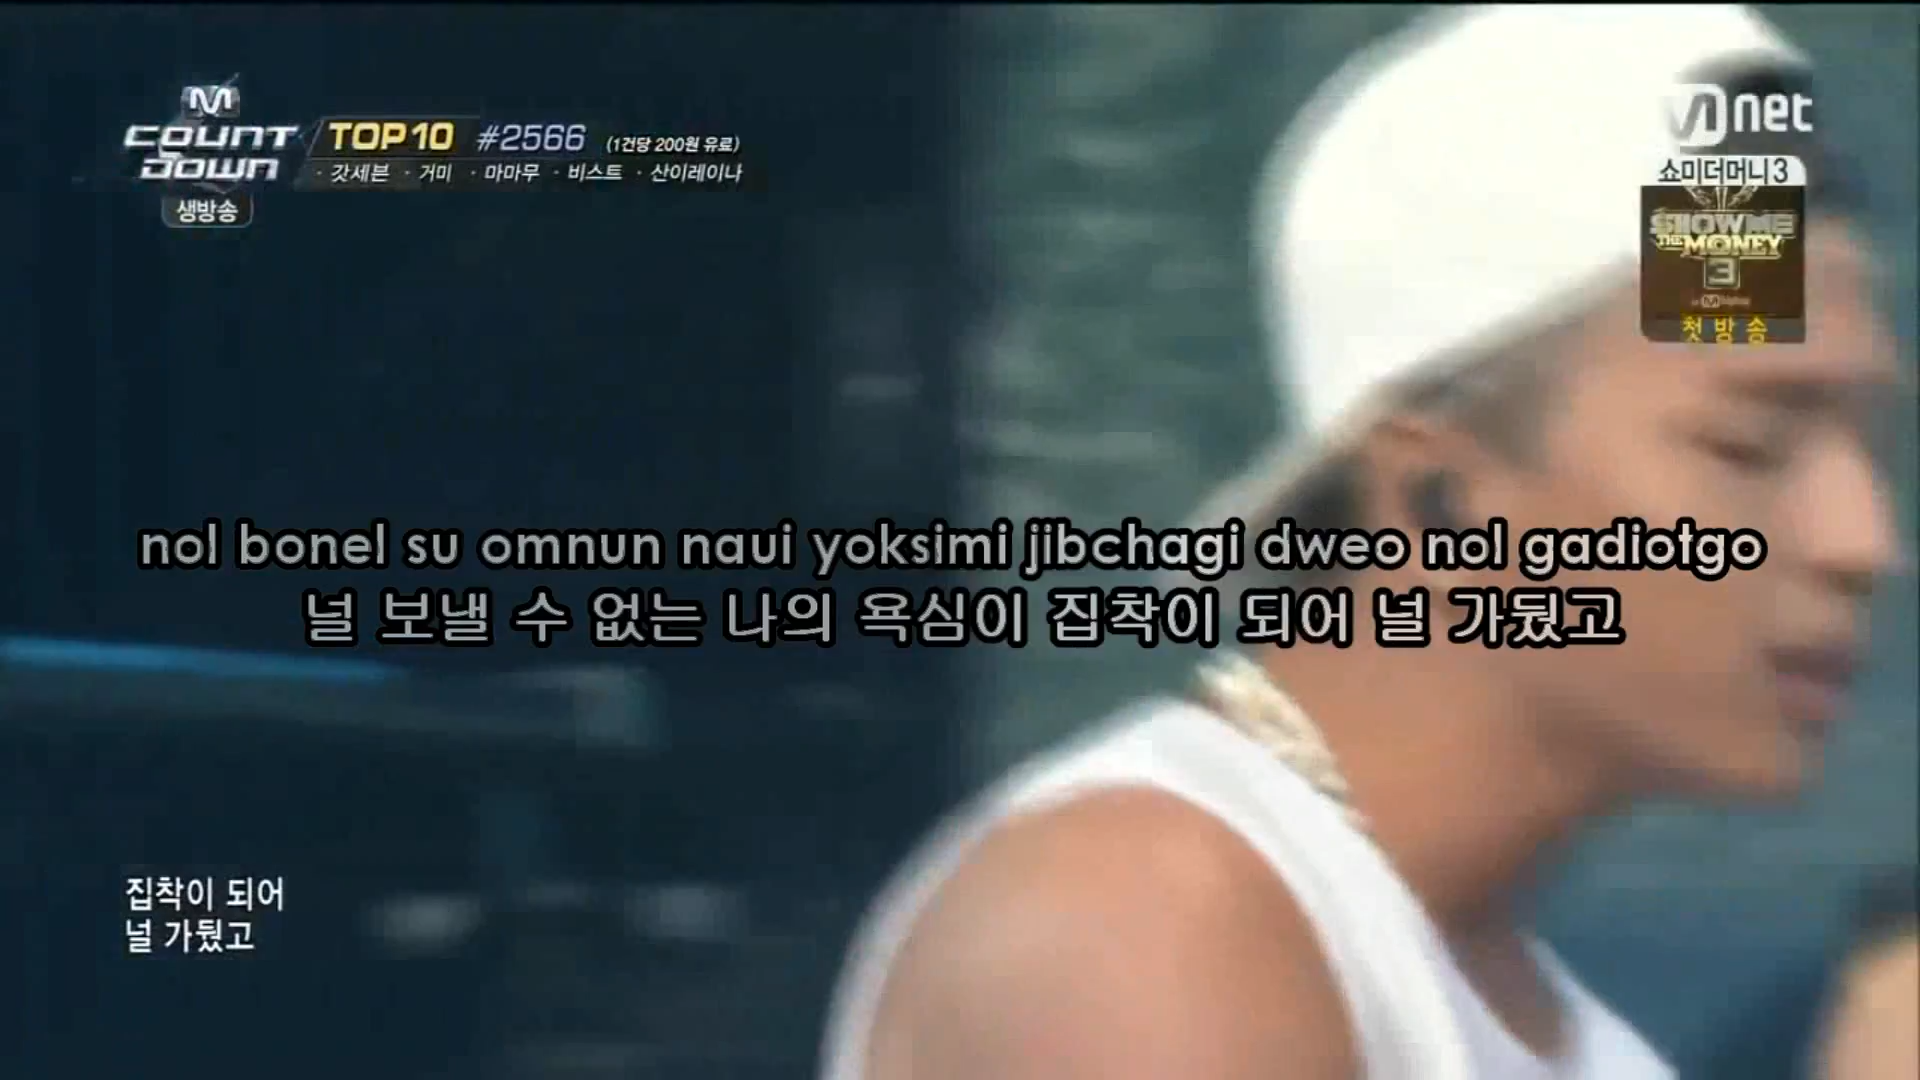 M
COUNT
DOWN
생방송
TOP10 #2566 (1건당 200원 유료)
· 갓세븐 · 거미 · 마마무 · 비스트 · 산이레이나
Mnet
쇼미더머니3
SHOW ME
THE MONEY
3
첫방송
nol bonel su omnun naui yoksimi jibchagi dweo nol gadiotgo
널 보낼 수 없는 나의 욕심이 집착이 되어 널 가뒀고
집착이 되어
널 가뒀고